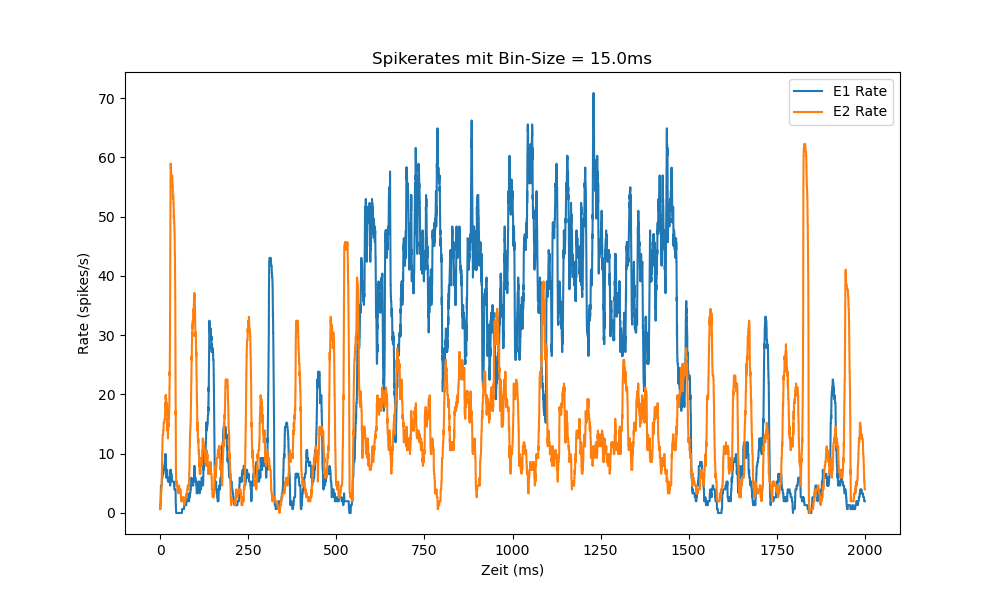 Spikerates mit Bin-Size = 15.0ms
E1 Rate
E2 Rate
70
60
50
40
30
20
10
0
Rate (spikes/s)
0 250 500 750 1000 1250 1500 1750 2000
Zeit (ms)